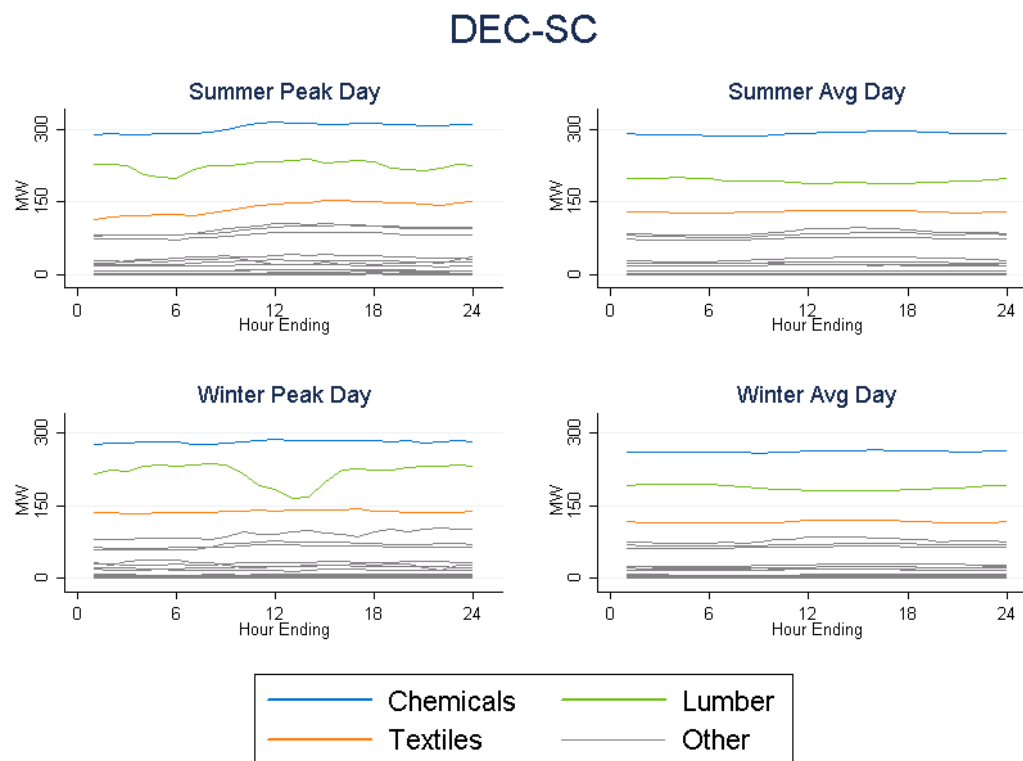 DEC-SC
Summer Peak Day
300
150
0
MW
0 6 12 18 24
Hour Ending
Summer Avg Day
300
150
0
MW
0 6 12 18 24
Hour Ending
Winter Peak Day
300
150
0
MW
0 6 12 18 24
Hour Ending
Winter Avg Day
300
150
0
MW
0 6 12 18 24
Hour Ending
Chemicals Lumber
Textiles Other